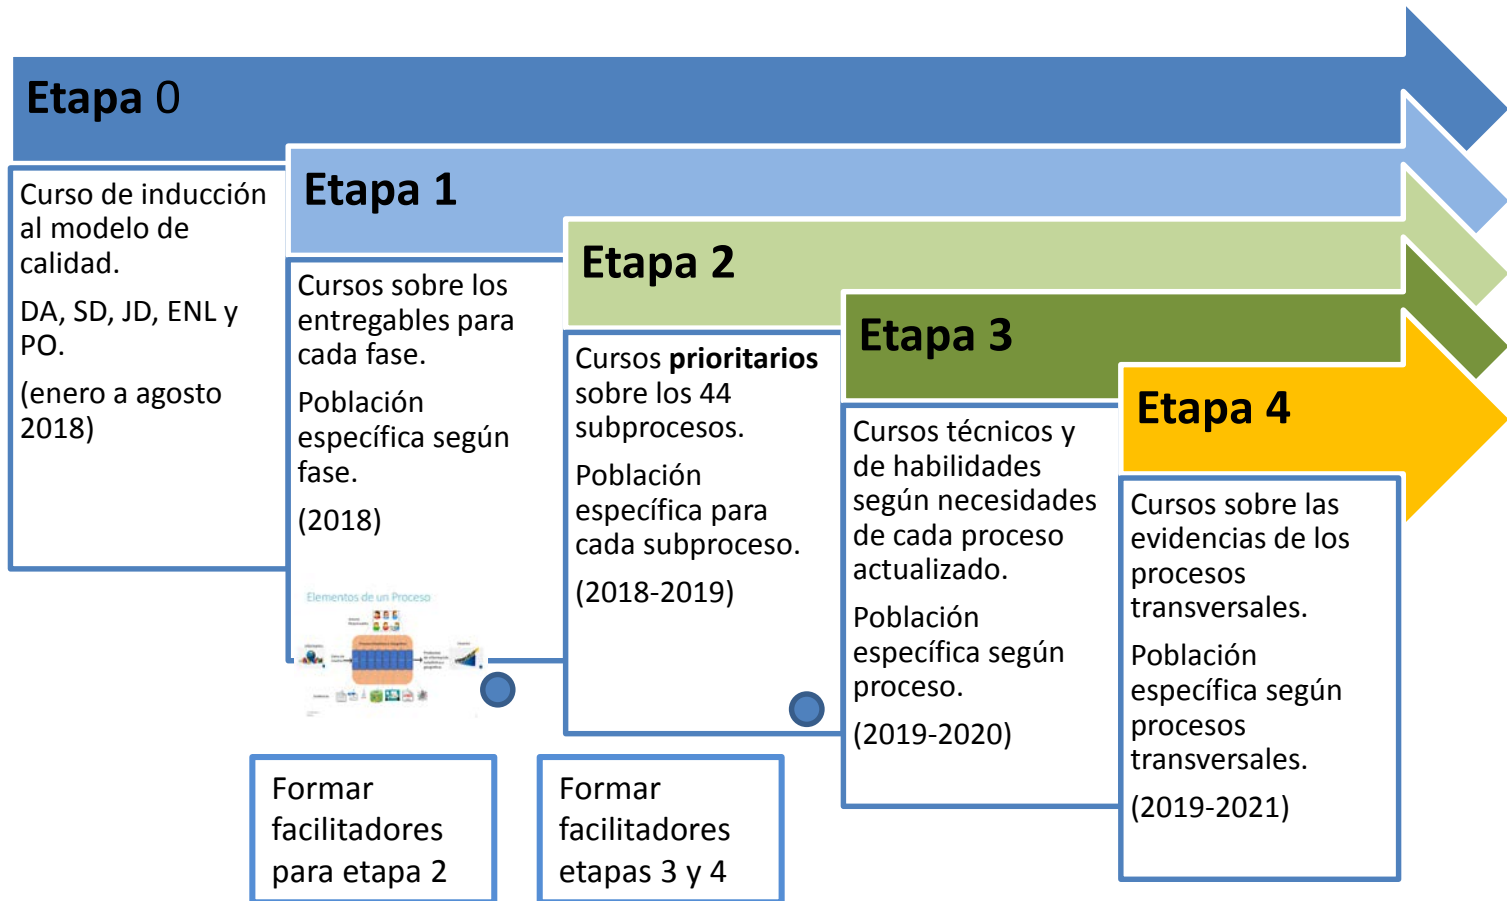 Etapa 0
Curso de inducción
al modelo de
calidad.
DA, SD, JD, ENL y
PO.
(enero a agosto
2018)
Etapa 1
Cursos sobre los
entregables para
cada fase.
Población
específica según
fase.
(2018)
Elementos de un Proceso
Etapa 2
Cursos prioritarios
sobre los 44
subprocesos.
Población
específica para
cada subproceso.
(2018-2019)
Etapa 3
Cursos técnicos y
de habilidades
según necesidades
de cada proceso
actualizado.
Población
específica según
proceso.
(2019-2020)
Etapa 4
Cursos sobre las
evidencias de los
procesos
transversales.
Población
específica según
procesos
transversales.
(2019-2021)
Formar
facilitadores
para etapa 2
Formar
facilitadores
etapas 3 y 4